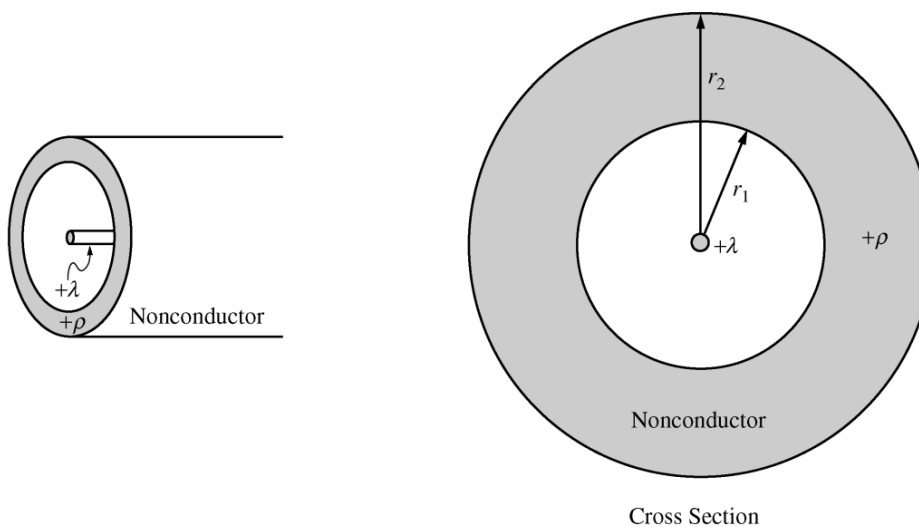 +λ
+ρ
Nonconductor
r₂
r₁
+λ
+ρ
Nonconductor
Cross Section